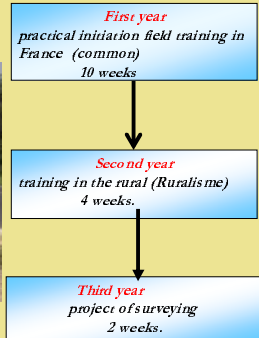 First year
practical initiation field training in
France (common)
10 weeks
Second year
training in the rural (Ruralisme)
4 weeks.
Third year
project of surveying
2 weeks.